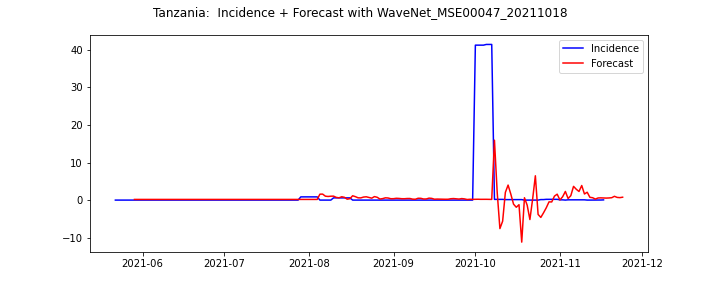 Tanzania:  Incidence + Forecast with WaveNet_MSE00047_20211018
Incidence
Forecast
40
30
20
10
0
−10
2021-06 2021-07 2021-08 2021-09 2021-10 2021-11 2021-12